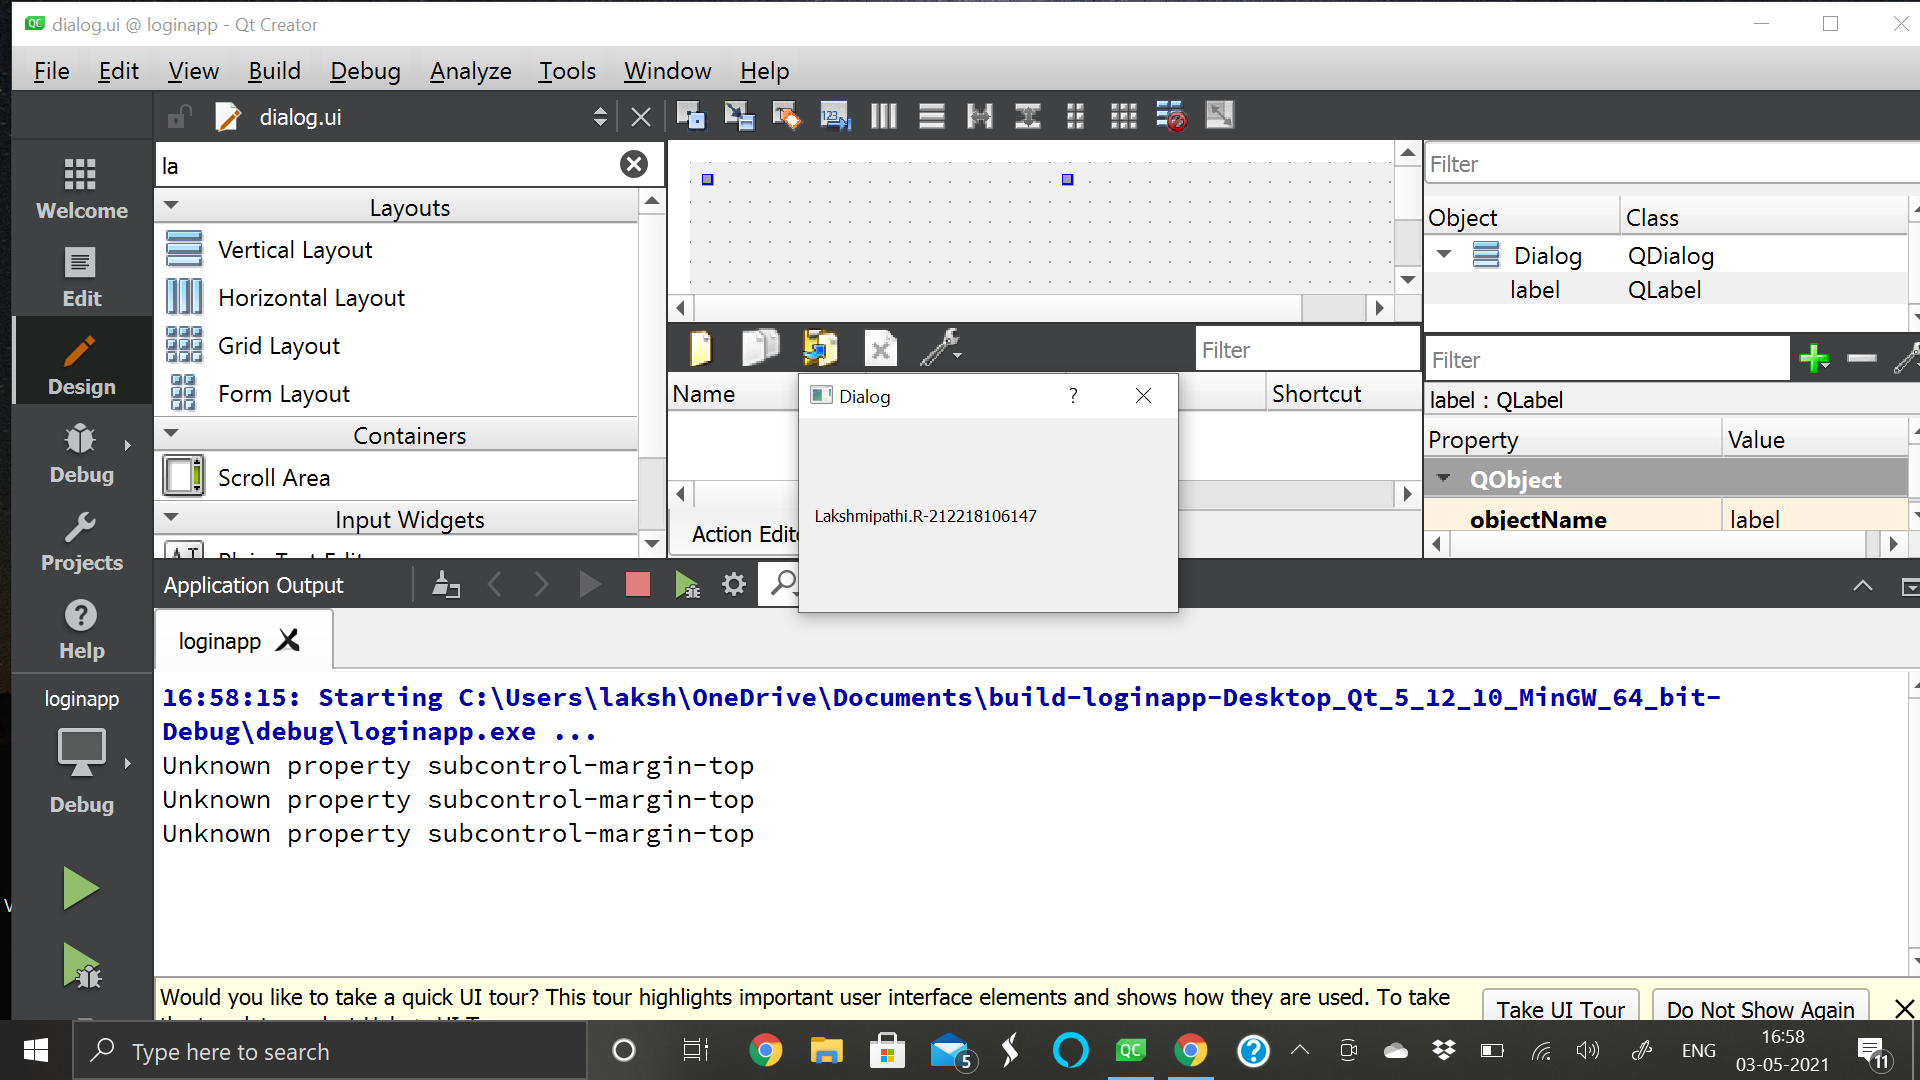 dialog.ui @ loginapp - Qt Creator
File Edit View Build Debug Analyze Tools Window Help
dialog.ui
la
Layouts
Vertical Layout
Horizontal Layout
Grid Layout
Form Layout
Containers
Scroll Area
Input Widgets
Welcome
Edit
Design
Debug
Projects
Help
loginapp
Debug
Filter
Name
Shortcut
Action Edito
Dialog
?
Lakshmipathi.R-212218106147
Filter
Object Class
Dialog QDialog
label QLabel
Filter
label : QLabel
Property Value
QObject
objectName label
Application Output
loginapp
16:58:15: Starting C:\Users\laksh\OneDrive\Documents\build-loginapp-Desktop_Qt_5_12_10_MinGW_64_bit-
Debug\debug\loginapp.exe ...
Unknown property subcontrol-margin-top
Unknown property subcontrol-margin-top
Unknown property subcontrol-margin-top
Would you like to take a quick UI tour? This tour highlights important user interface elements and shows how they are used. To take
Take UI Tour
Do Not Show Again
Type here to search
5
QC
ENG
16:58
03-05-2021
11